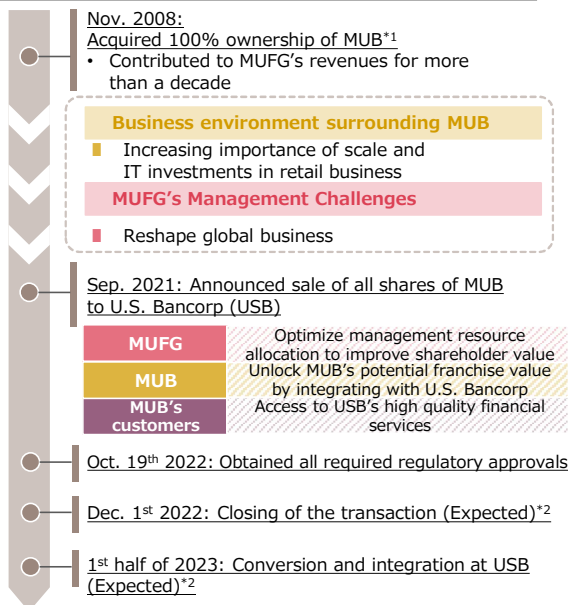 Nov. 2008:
Acquired 100% ownership of MUB*1
• Contributed to MUFG's revenues for more
than a decade
Business environment surrounding MUB
Increasing importance of scale and
IT investments in retail business
MUFG's Management Challenges
Reshape global business
Sep. 2021: Announced sale of all shares of MUB
to U.S. Bancorp (USB)
MUFG
Optimize management resource
allocation to improve shareholder value
MUB
Unlock MUB's potential franchise value
by integrating with U.S. Bancorp
MUB's
customers
Access to USB's high quality financial
services
Oct. 19th 2022: Obtained all required regulatory approvals
Dec. 1st 2022: Closing of the transaction (Expected)*2
1st half of 2023: Conversion and integration at USB
(Expected)*2